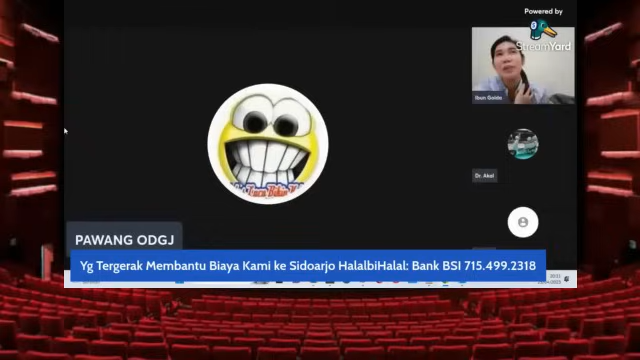 Powered by
StreamYard
Ibun Goide
Dr. Akal
PAWANG ODGJ
Yg Tergerak Membantu Biaya Kami ke Sidoarjo HalalbiHalal: Bank BSI 715.499.2318